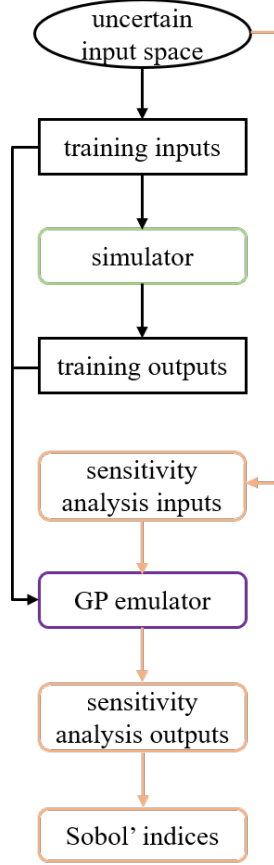 uncertain
input space
training inputs
simulator
training outputs
sensitivity
analysis inputs
GP emulator
sensitivity
analysis outputs
Sobol’ indices